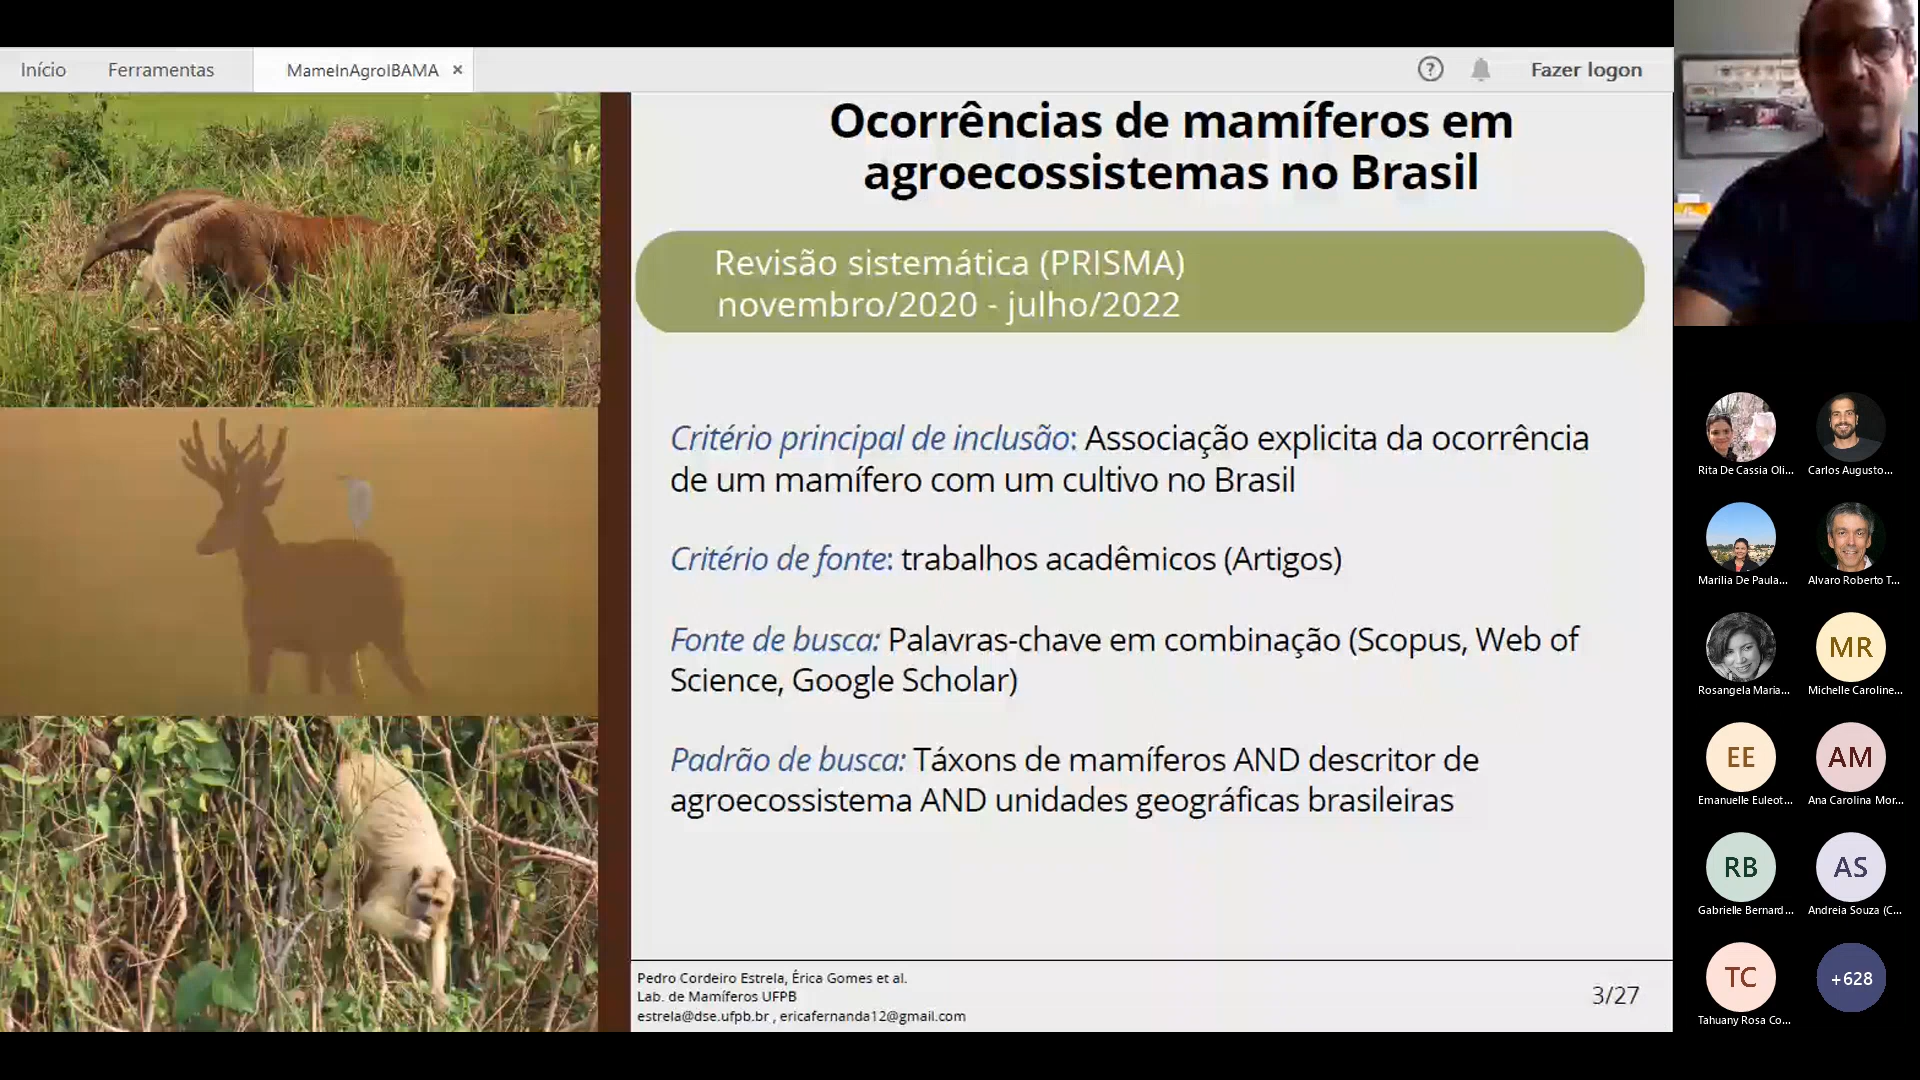 Início
Ferramentas
MameInAgroIBAMA ×
Fazer logon
Ocorrências de mamíferos em
agroecossistemas no Brasil
Revisão sistemática (PRISMA)
novembro/2020 - julho/2022
Critério principal de inclusão: Associação explicita da ocorrência
de um mamífero com um cultivo no Brasil
Critério de fonte: trabalhos acadêmicos (Artigos)
Fonte de busca: Palavras-chave em combinação (Scopus, Web of
Science, Google Scholar)
Padrão de busca: Táxons de mamíferos AND descritor de
agroecossistema AND unidades geográficas brasileiras
Pedro Cordeiro Estrela, Érica Gomes et al.
Lab. de Mamíferos UFPB
estrela@dse.ufpb.br , ericafernanda12@gmail.com
3/27
Rita De Cassia Oli...
Carlos Augusto...
Marilia De Paula...
Alvaro Roberto T...
Rosangela Maria...
MR
Michelle Caroline...
EE
Emanuelle Euleot...
AM
Ana Carolina Mor...
RB
Gabrielle Bernard...
AS
Andreia Souza (C...
TC
Tahuany Rosa Co...
+628